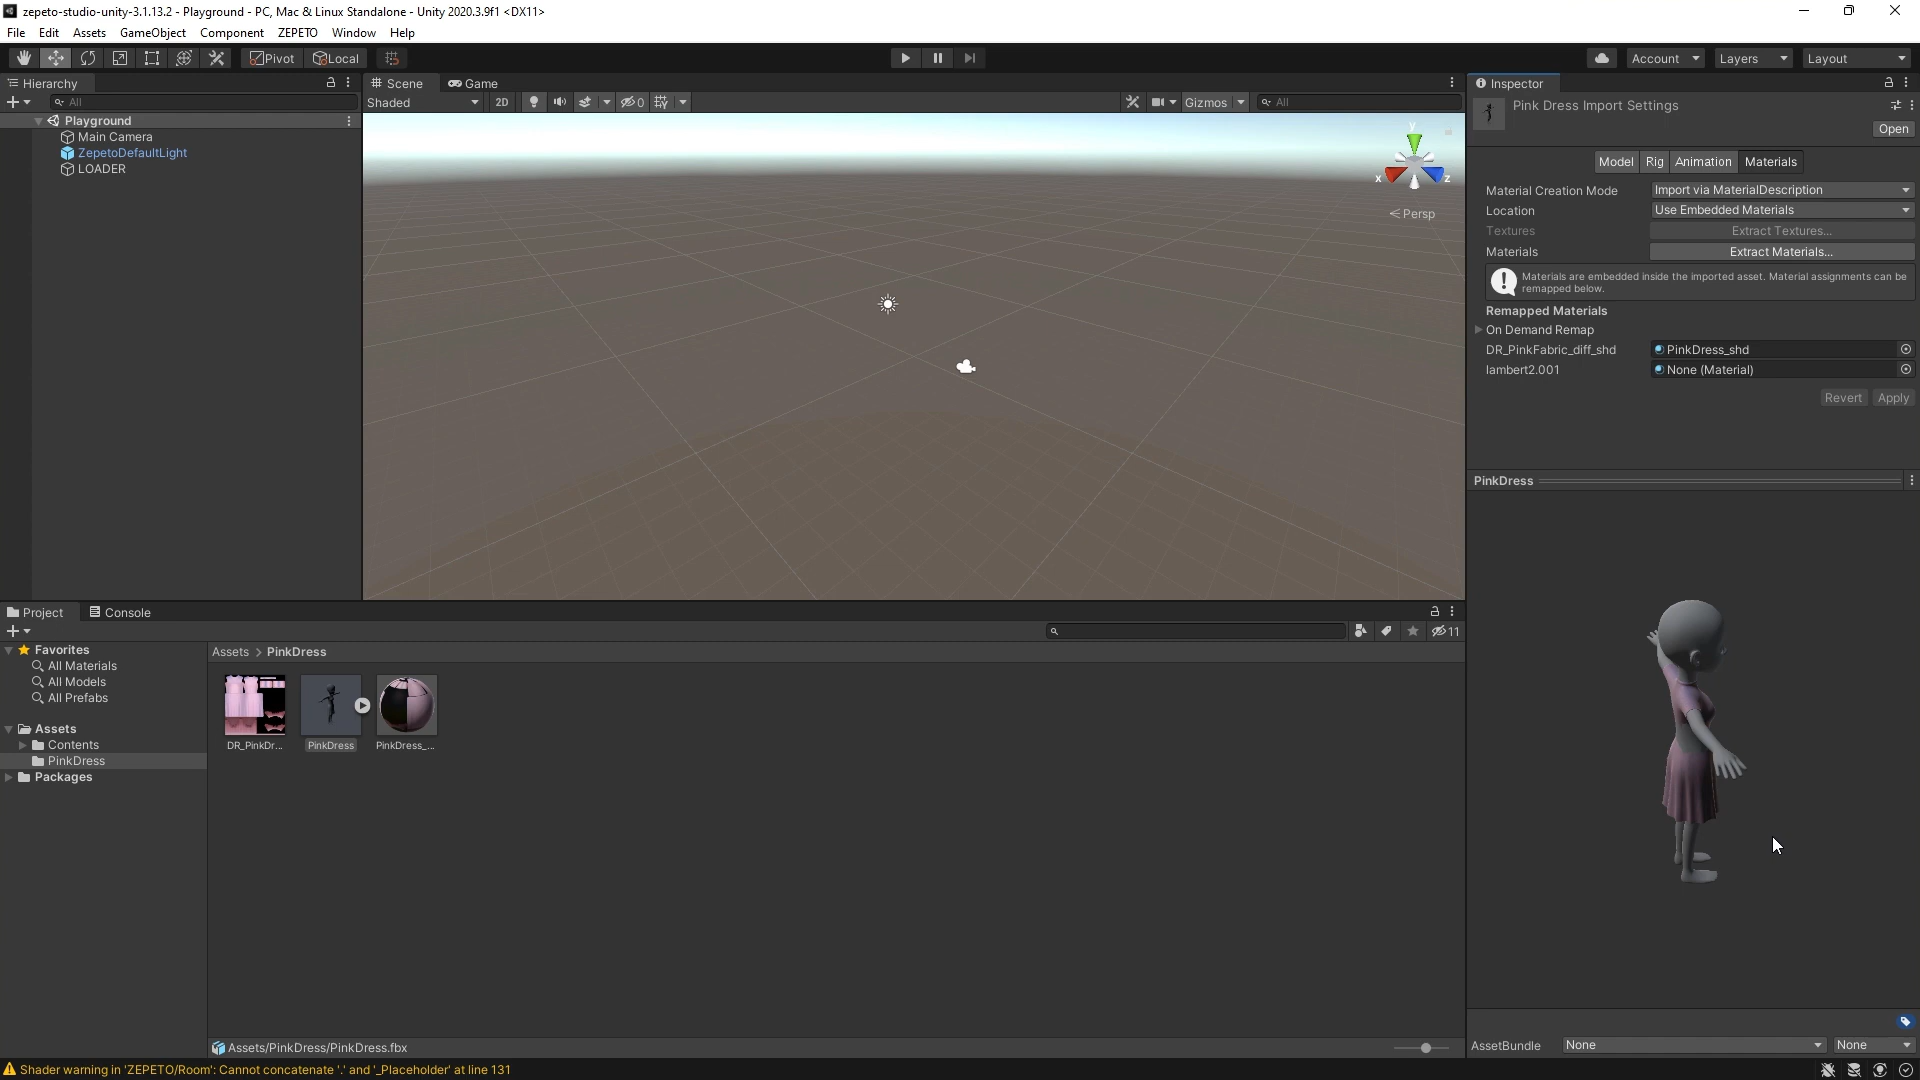 zepeto-studio-unity-3.1.13.2 - Playground - PC, Mac & Linux Standalone - Unity 2020.3.9f1 <DX11>
File Edit Assets GameObject Component ZEPETO Window Help
Pivot Local Account Layers Layout
Hierarchy
All
Playground
Main Camera
ZepetoDefaultLight
LOADER
Scene Game
Shaded 2D 0 Gizmos All
y
x z
Persp
Inspector
Pink Dress Import Settings
Open
Model Rig Animation Materials
Material Creation Mode Import via MaterialDescription
Location Use Embedded Materials
Textures Extract Textures...
Materials Extract Materials...
Materials are embedded inside the imported asset. Material assignments can be
remapped below.
Remapped Materials
On Demand Remap
DR_PinkFabric_diff_shd PinkDress_shd
lambert2.001 None (Material)
Revert Apply
PinkDress
Project Console
11
Favorites
All Materials
All Models
All Prefabs
Assets
Contents
PinkDress
Packages
Assets > PinkDress
DR_PinkDr... PinkDress PinkDress_...
Assets/PinkDress/PinkDress.fbx
AssetBundle None None
Shader warning in 'ZEPETO/Room': Cannot concatenate '.' and '_Placeholder' at line 131